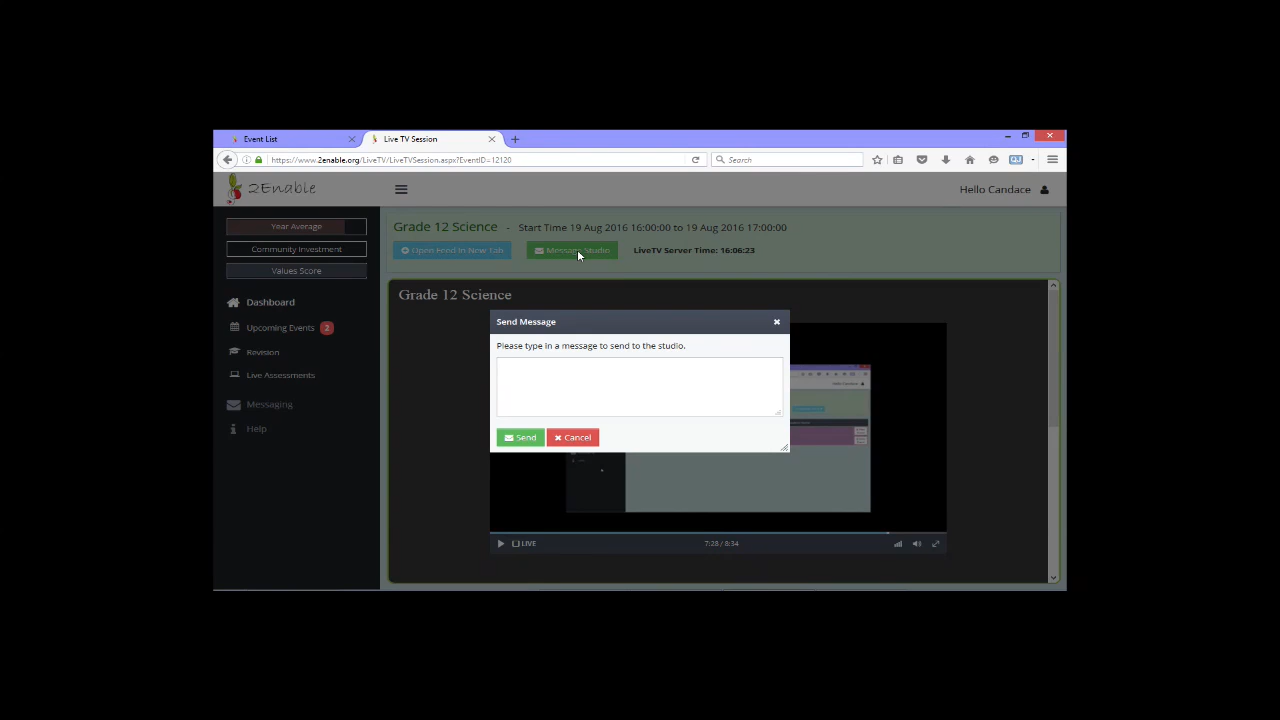 Event List
Live TV Session
https://www.2enable.org/LiveTV/LiveTVSession.aspx?EventID=12120
Search
2Enable
Hello Candace
Year Average
Community Investment
Values Score
Dashboard
Upcoming Events 2
Revision
Live Assessments
Messaging
Help
Grade 12 Science - Start Time 19 Aug 2016 16:00:00 to 19 Aug 2016 17:00:00
Open Feed In New Tab
Message Studio
LiveTV Server Time: 16:06:23
Grade 12 Science
Send Message
Please type in a message to send to the studio.
Send
Cancel
LIVE
7:28 / 8:34